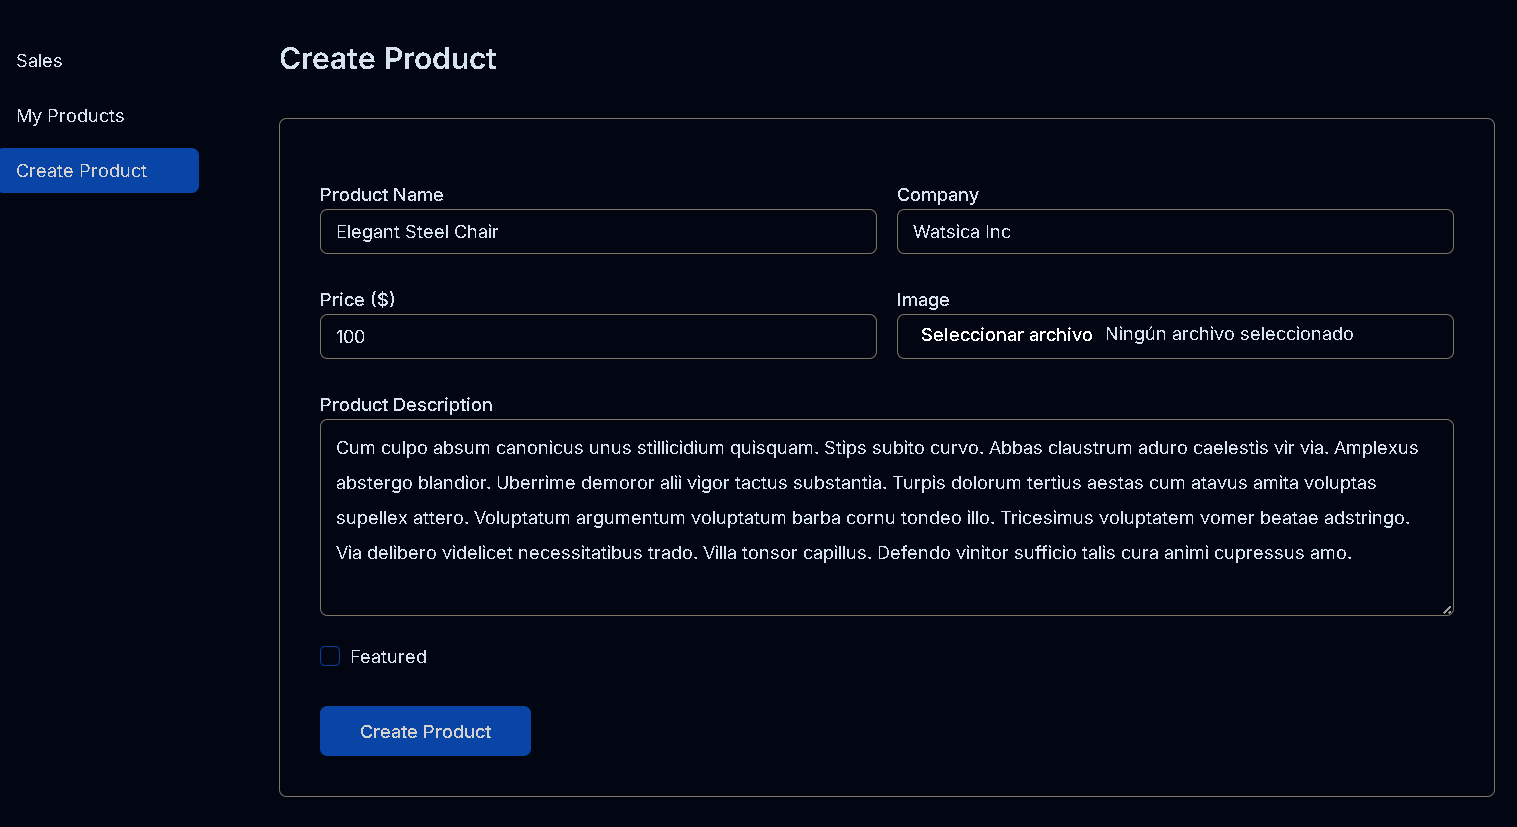 Sales
My Products
Create Product
Create Product
Product Name
Elegant Steel Chair
Company
Watsica Inc
Price ($)
100
Image
Seleccionar archivo Ningún archivo seleccionado
Product Description
Cum culpo absum canonicus unus stillicidium quisquam. Stips subito curvo. Abbas claustrum aduro caelestis vir via. Amplexus
abstergo blandior. Uberrime demoror alii vigor tactus substantia. Turpis dolorum tertius aestas cum atavus amita voluptas
supellex attero. Voluptatum argumentum voluptatum barba cornu tondeo illo. Tricesimus voluptatem vomer beatae adstringo.
Via delibero videlicet necessitatibus trado. Villa tonsor capillus. Defendo vinitor sufficio talis cura animi cupressus amo.
Featured
Create Product